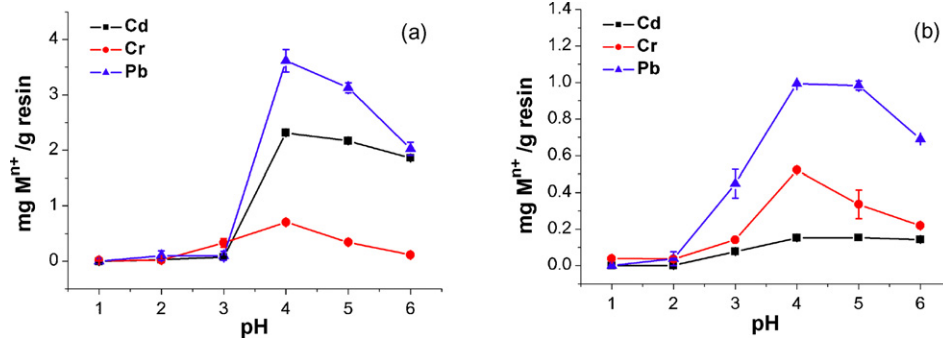 (a)
Cd
Cr
Pb
mg Mⁿ⁺ /g resin
4
3
2
1
0
1 2 3 4 5 6
pH
(b)
Cd
Cr
Pb
mg Mⁿ⁺ /g resin
1.4
1.2
1.0
0.8
0.6
0.4
0.2
0.0
1 2 3 4 5 6
pH